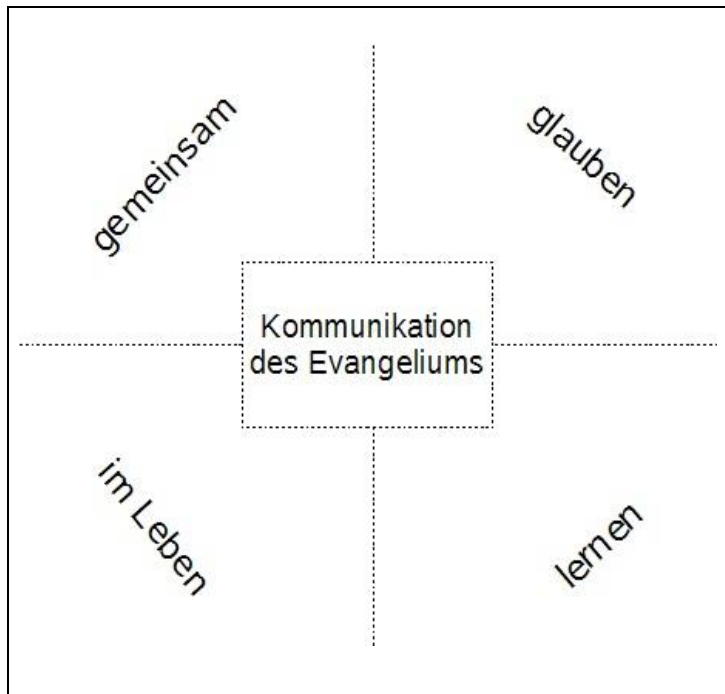 gemeinsam
glauben
Kommunikation
des Evangeliums
im Leben
lernen